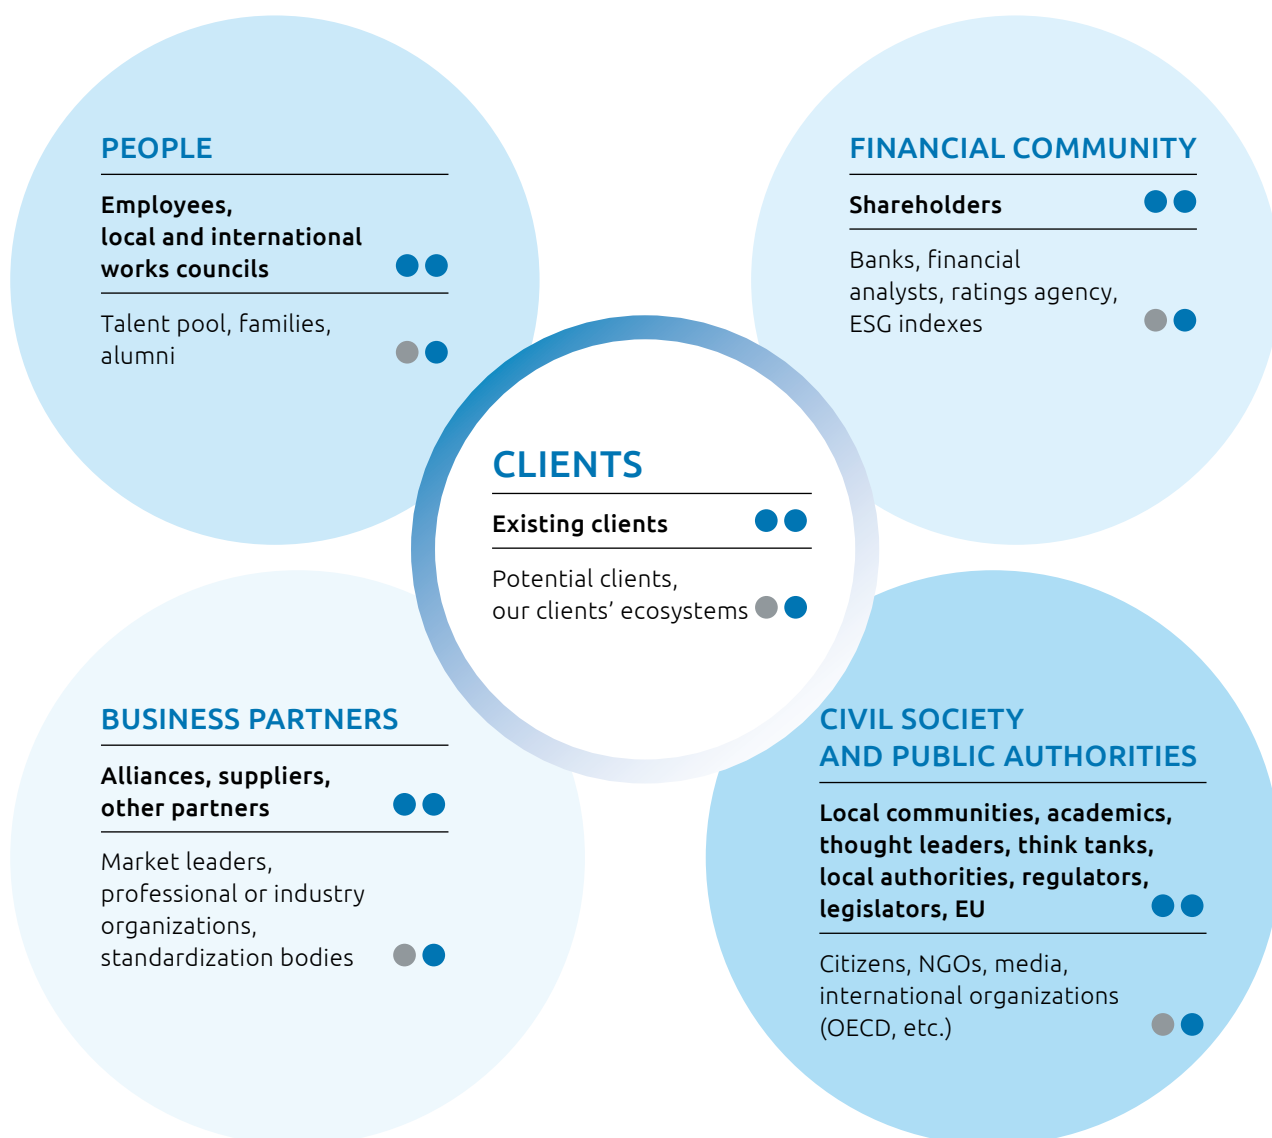 PEOPLE
Employees,
local and international
works councils
Talent pool, families,
alumni
FINANCIAL COMMUNITY
Shareholders
Banks, financial
analysts, ratings agency,
ESG indexes
CLIENTS
Existing clients
Potential clients,
our clients’ ecosystems
BUSINESS PARTNERS
Alliances, suppliers,
other partners
Market leaders,
professional or industry
organizations,
standardization bodies
CIVIL SOCIETY
AND PUBLIC AUTHORITIES
Local communities, academics,
thought leaders, think tanks,
local authorities, regulators,
legislators, EU
Citizens, NGOs, media,
international organizations
(OECD, etc.)